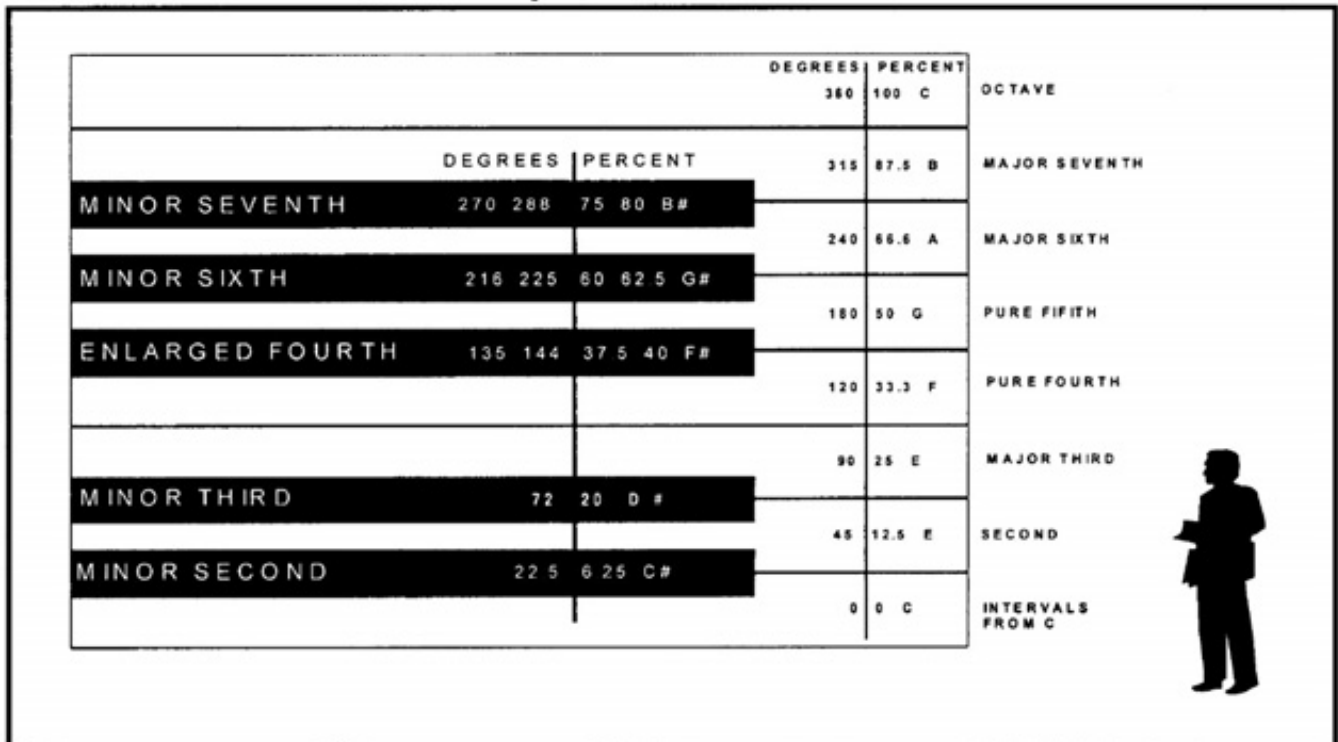 DEGREES PERCENT
360 100 C OCTAVE
DEGREES PERCENT
315 87.5 B MAJOR SEVENTH
MINOR SEVENTH 270 288 75 80 B#
240 66.6 A MAJOR SIXTH
MINOR SIXTH 216 225 60 62.5 G#
180 50 G PURE FIFITH
ENLARGED FOURTH 135 144 37 5 40 F#
120 33.3 F PURE FOURTH
90 25 E MAJOR THIRD
MINOR THIRD 72 20 D #
45 12.5 E SECOND
MINOR SECOND 22 5 6 25 C#
0 0 C INTERVALS
FROM C